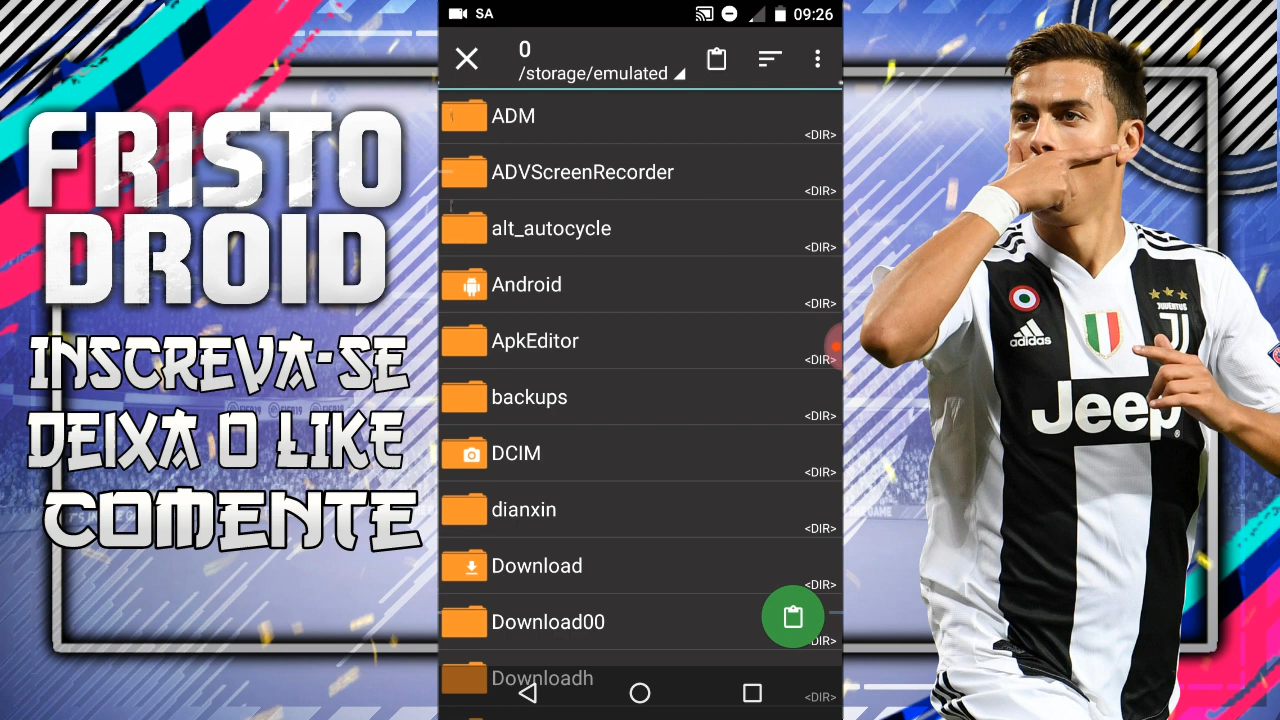 FRISTO
DROID
INSCREVA-SE
DEIXA O LIKE
COMENTE
SA
09:26
0
/storage/emulated
ADM
<DIR>
ADVScreenRecorder
<DIR>
alt_autocycle
<DIR>
Android
<DIR>
ApkEditor
<DIR>
backups
<DIR>
DCIM
<DIR>
dianxin
<DIR>
Download
<DIR>
Download00
DIR>
Downloadh
<DIR>
adidas
JUVENTUS
Jeep